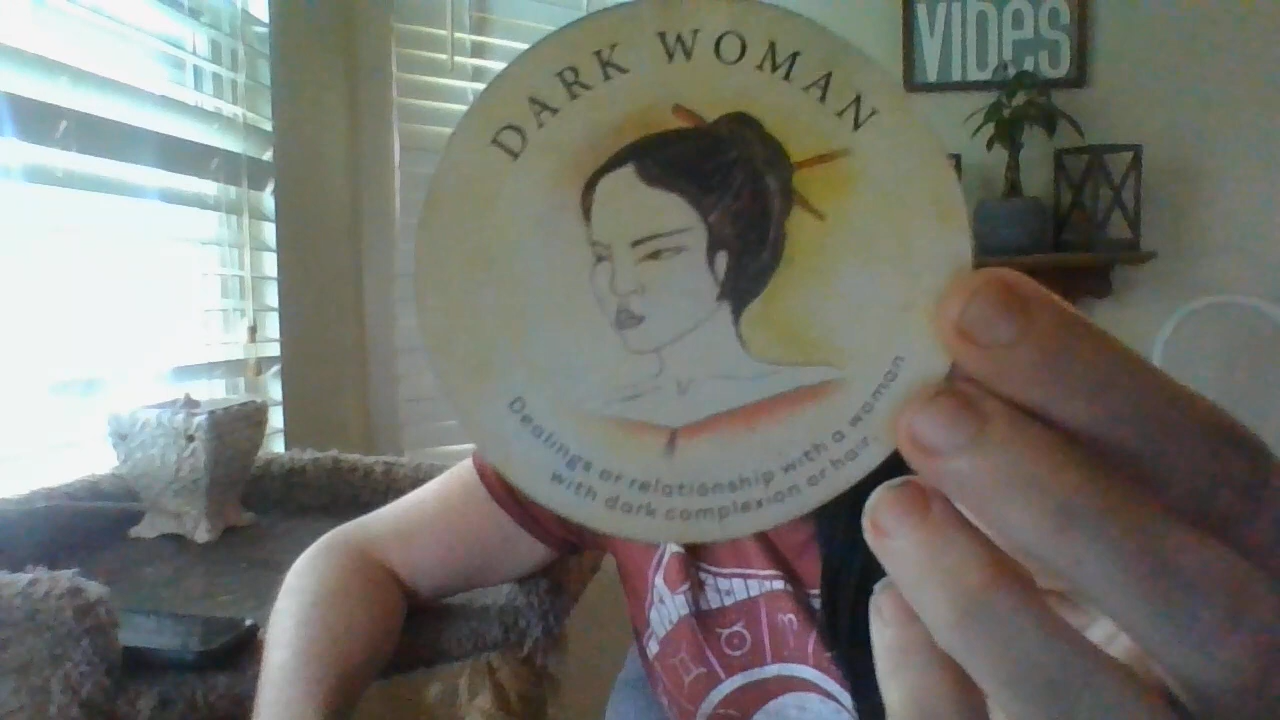 VIBes
DARK WOMAN
Dealings or relationship with a woman
with dark complexion or hair.